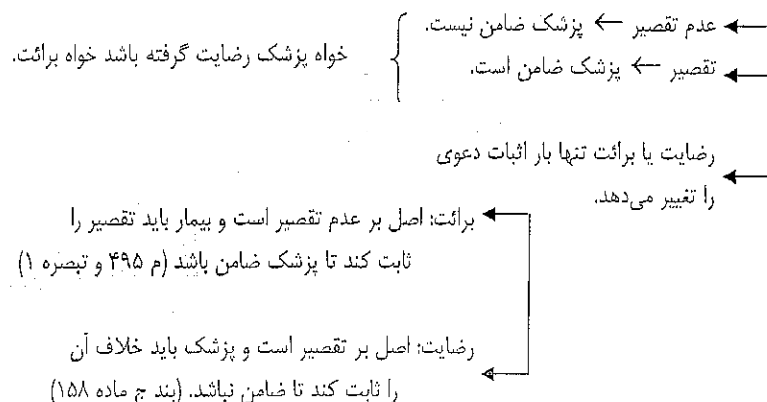 عدم تقصیر ← پزشک ضامن نیست.
تقصیر ← پزشک ضامن است.
خواه پزشک رضایت گرفته باشد خواه برائت.
رضایت یا برائت تنها بار اثبات دعوی
را تغییر می‌دهد.
برائت: اصل بر عدم تقصیر است و بیمار باید تقصیر را
ثابت کند تا پزشک ضامن باشد (م ۴۹۵ و تبصره ۱)
رضایت: اصل بر تقصیر است و پزشک باید خلاف آن
را ثابت کند تا ضامن نباشد. (بند ج ماده ۱۵۸)